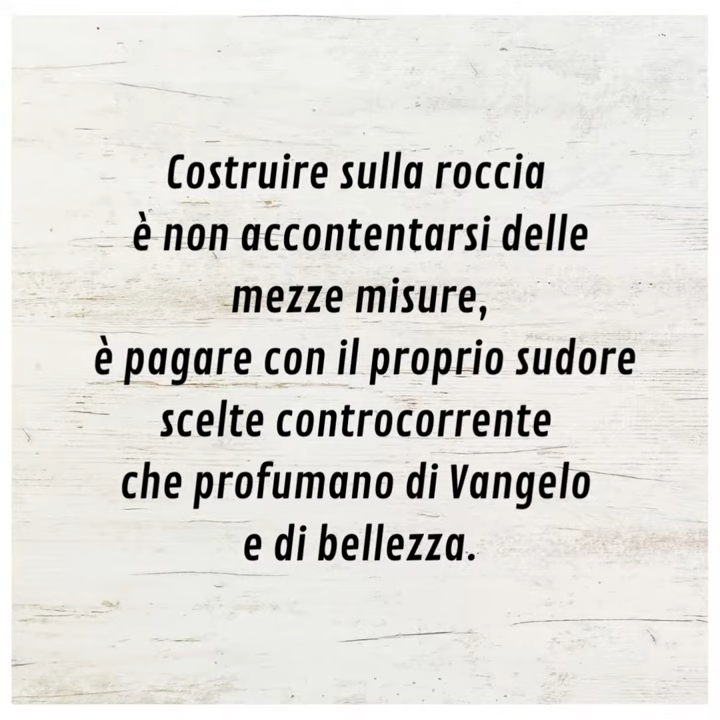 Costruire sulla roccia
è non accontentarsi delle
mezze misure,
è pagare con il proprio sudore
scelte controcorrente
che profumano di Vangelo
e di bellezza.